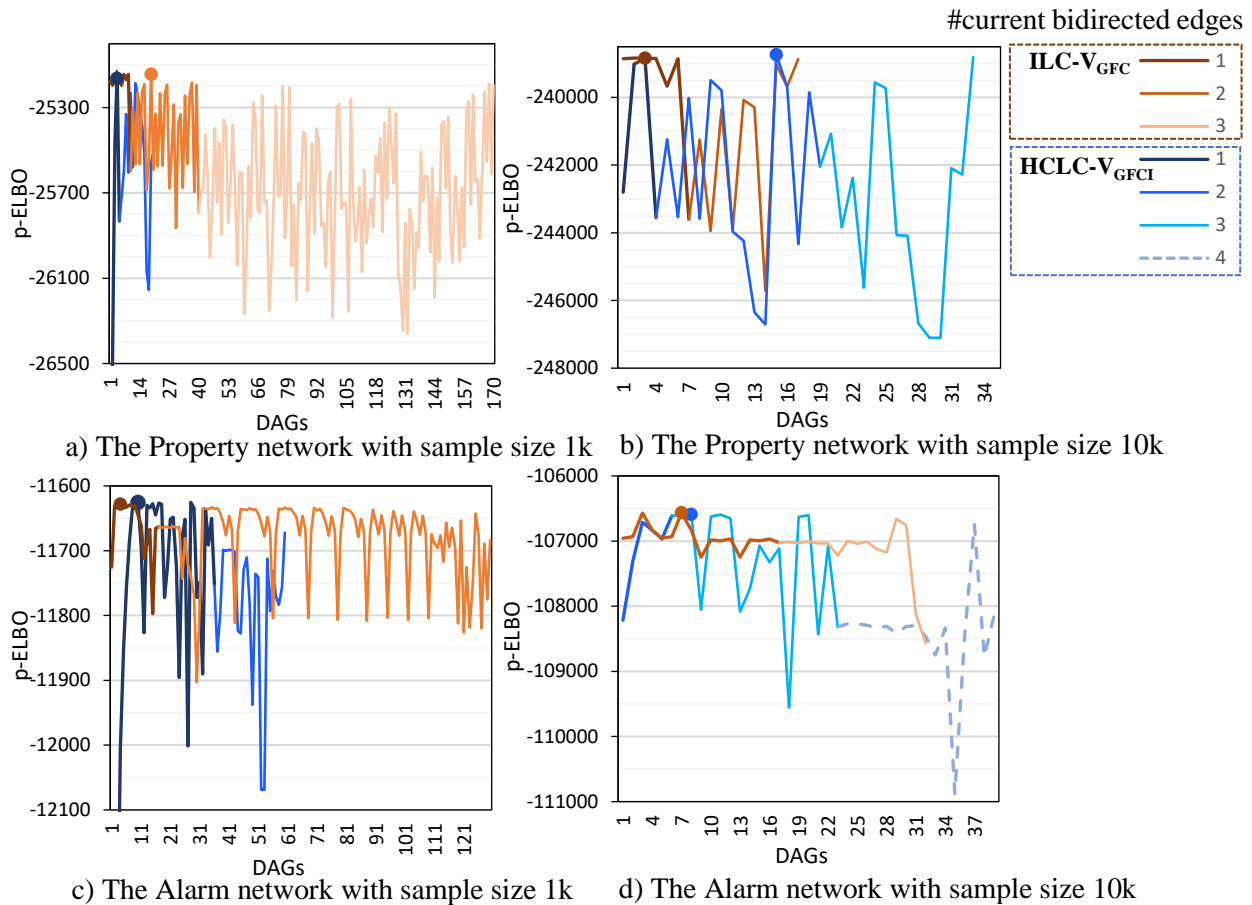 #current bidirected edges
ILC-VGFC
1
2
3
HCLC-VGFCI
1
2
3
4
p-ELBO
-25300
-25700
-26100
-26500
1 14 27 40 53 66 79 92 105 118 131 144 157 170
DAGs
a) The Property network with sample size 1k
p-ELBO
-240000
-242000
-244000
-246000
-248000
1 4 7 10 13 16 19 22 25 28 31 34
DAGs
b) The Property network with sample size 10k
p-ELBO
-11600
-11700
-11800
-11900
-12000
-12100
1 11 21 31 41 51 61 71 81 91 101 111 121
DAGs
c) The Alarm network with sample size 1k
p-ELBO
-106000
-107000
-108000
-109000
-110000
-111000
1 4 7 10 13 16 19 22 25 28 31 34 37
DAGs
d) The Alarm network with sample size 10k